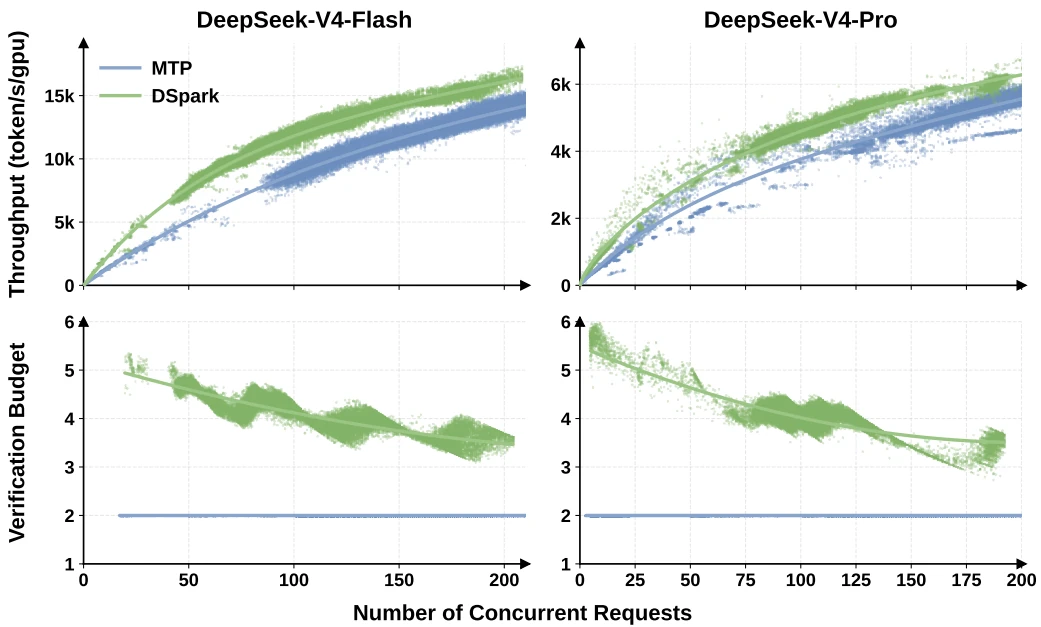 DeepSeek-V4-Flash
DeepSeek-V4-Pro
Throughput (token/s/gpu)
15k
10k
5k
0
MTP
DSpark
6k
4k
2k
0
Verification Budget
6
5
4
3
2
1
0
50
100
150
200
6
5
4
3
2
1
0
25
50
75
100
125
150
175
200
Number of Concurrent Requests